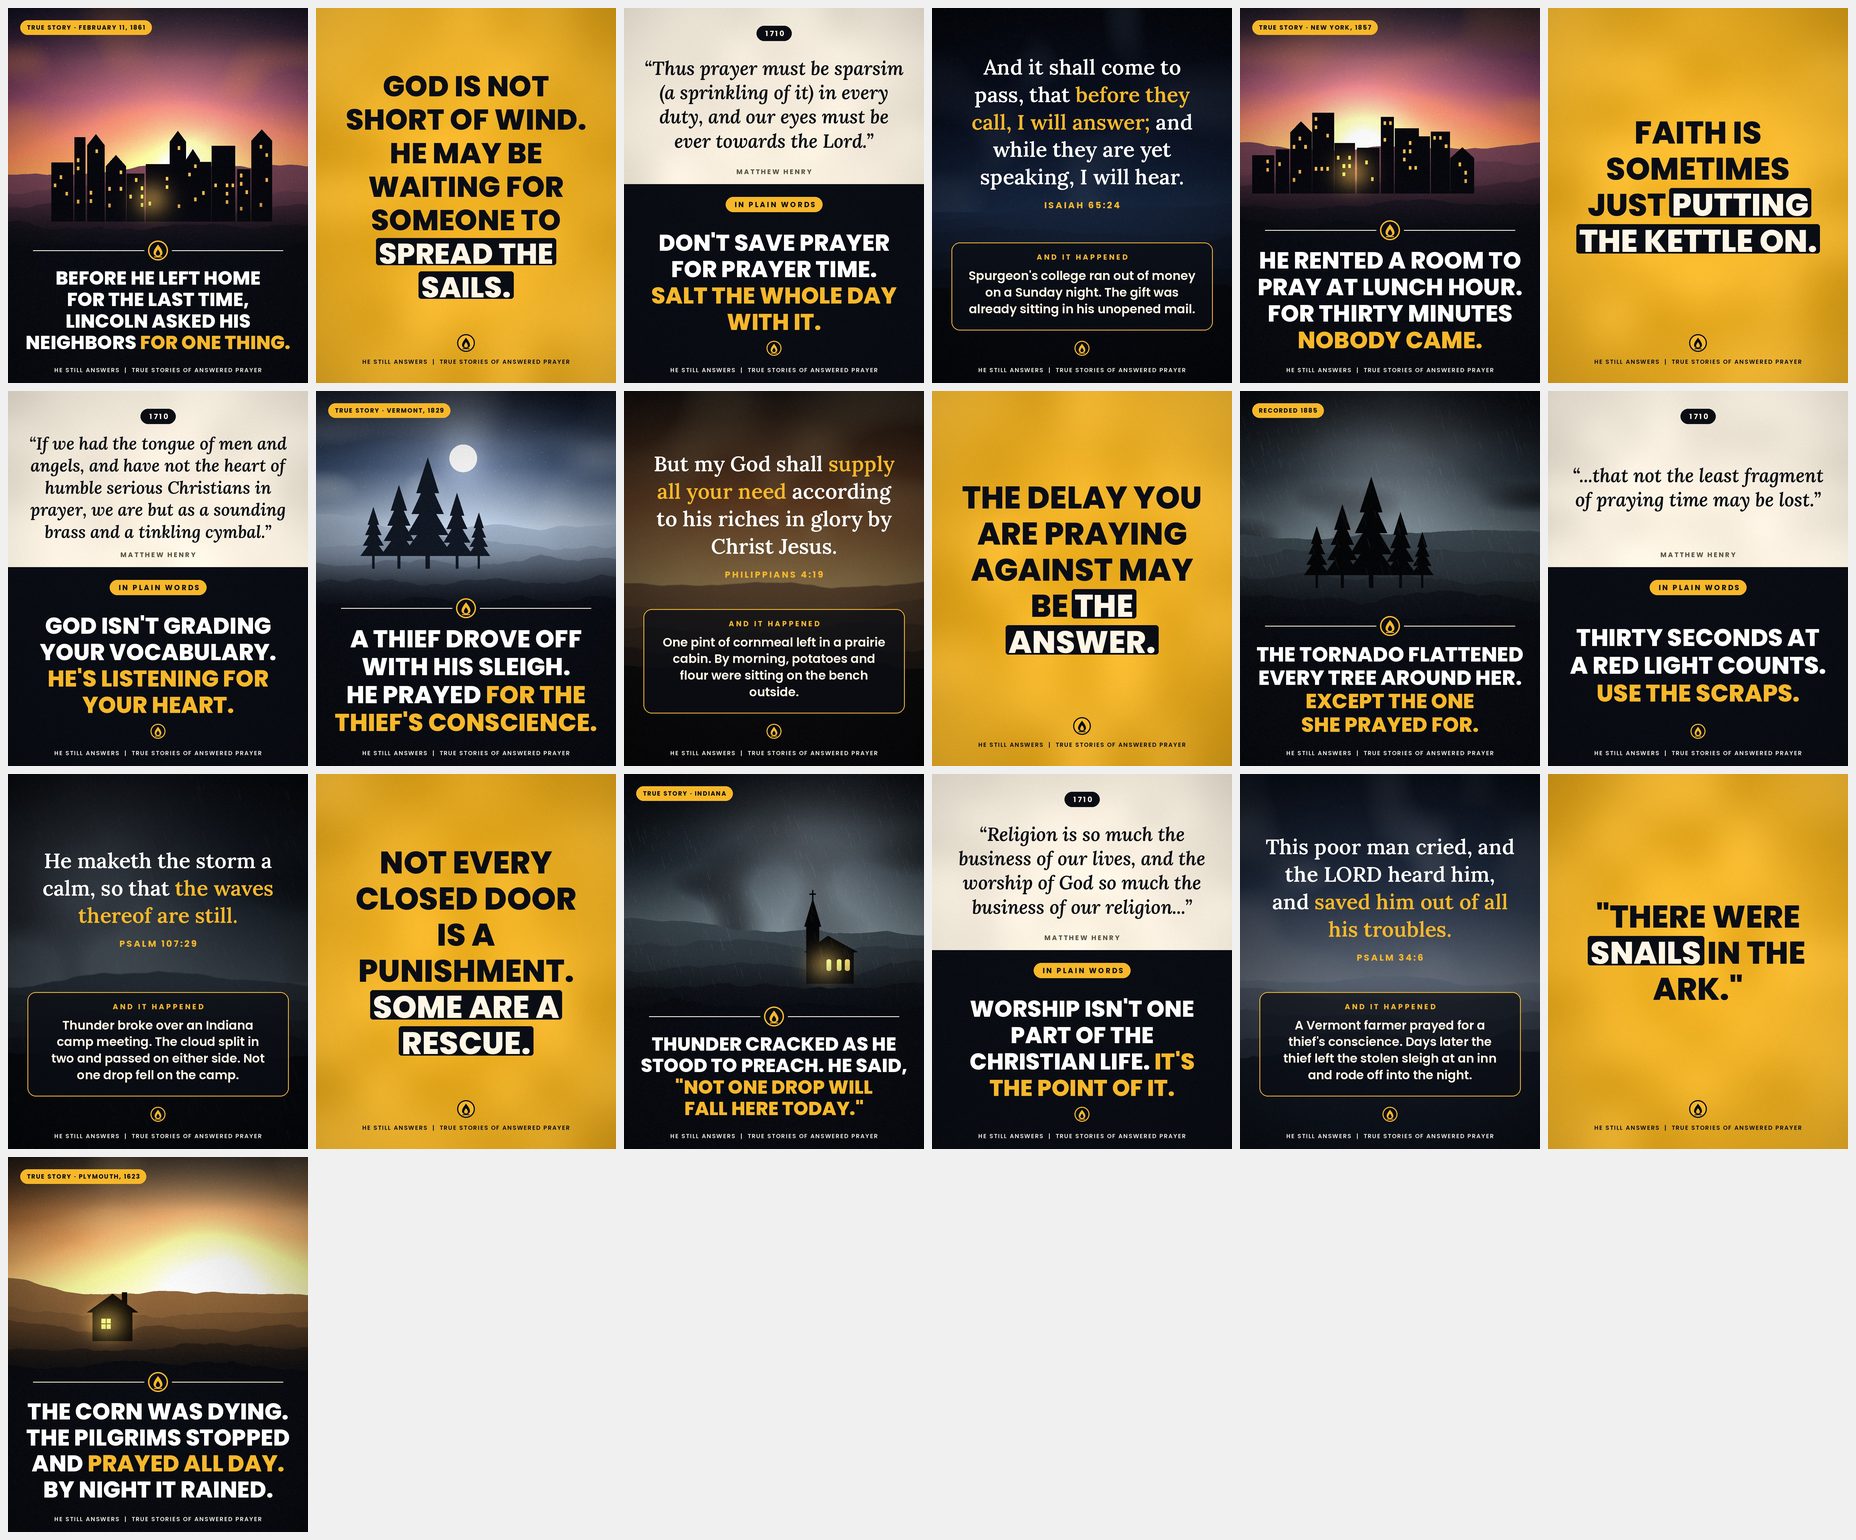 TRUE STORY · FEBRUARY 11, 1861
BEFORE HE LEFT HOME
FOR THE LAST TIME,
LINCOLN ASKED HIS
NEIGHBORS FOR ONE THING.
HE STILL ANSWERS | TRUE STORIES OF ANSWERED PRAYER
GOD IS NOT
SHORT OF WIND.
HE MAY BE
WAITING FOR
SOMEONE TO
SPREAD THE
SAILS.
HE STILL ANSWERS | TRUE STORIES OF ANSWERED PRAYER
1710
“Thus prayer must be sparsim
(a sprinkling of it) in every
duty, and our eyes must be
ever towards the Lord.”
MATTHEW HENRY
IN PLAIN WORDS
DON'T SAVE PRAYER
FOR PRAYER TIME.
SALT THE WHOLE DAY
WITH IT.
HE STILL ANSWERS | TRUE STORIES OF ANSWERED PRAYER
And it shall come to
pass, that before they
call, I will answer; and
while they are yet
speaking, I will hear.
ISAIAH 65:24
AND IT HAPPENED
Spurgeon's college ran out of money
on a Sunday night. The gift was
already sitting in his unopened mail.
HE STILL ANSWERS | TRUE STORIES OF ANSWERED PRAYER
TRUE STORY · NEW YORK, 1857
HE RENTED A ROOM TO
PRAY AT LUNCH HOUR.
FOR THIRTY MINUTES
NOBODY CAME.
HE STILL ANSWERS | TRUE STORIES OF ANSWERED PRAYER
FAITH IS
SOMETIMES
JUST PUTTING
THE KETTLE ON.
HE STILL ANSWERS | TRUE STORIES OF ANSWERED PRAYER
1710
“If we had the tongue of men and
angels, and have not the heart of
humble serious Christians in
prayer, we are but as a sounding
brass and a tinkling cymbal.”
MATTHEW HENRY
IN PLAIN WORDS
GOD ISN'T GRADING
YOUR VOCABULARY.
HE'S LISTENING FOR
YOUR HEART.
HE STILL ANSWERS | TRUE STORIES OF ANSWERED PRAYER
TRUE STORY · VERMONT, 1829
A THIEF DROVE OFF
WITH HIS SLEIGH.
HE PRAYED FOR THE
THIEF'S CONSCIENCE.
HE STILL ANSWERS | TRUE STORIES OF ANSWERED PRAYER
But my God shall supply
all your need according
to his riches in glory by
Christ Jesus.
PHILIPPIANS 4:19
AND IT HAPPENED
One pint of cornmeal left in a prairie
cabin. By morning, potatoes and
flour were sitting on the bench
outside.
HE STILL ANSWERS | TRUE STORIES OF ANSWERED PRAYER
THE DELAY YOU
ARE PRAYING
AGAINST MAY
BE THE
ANSWER.
HE STILL ANSWERS | TRUE STORIES OF ANSWERED PRAYER
RECORDED 1885
THE TORNADO FLATTENED
EVERY TREE AROUND HER.
EXCEPT THE ONE
SHE PRAYED FOR.
HE STILL ANSWERS | TRUE STORIES OF ANSWERED PRAYER
1710
“...that not the least fragment
of praying time may be lost.”
MATTHEW HENRY
IN PLAIN WORDS
THIRTY SECONDS AT
A RED LIGHT COUNTS.
USE THE SCRAPS.
HE STILL ANSWERS | TRUE STORIES OF ANSWERED PRAYER
He maketh the storm a
calm, so that the waves
thereof are still.
PSALM 107:29
AND IT HAPPENED
Thunder broke over an Indiana
camp meeting. The cloud split in
two and passed on either side. Not
one drop fell on the camp.
HE STILL ANSWERS | TRUE STORIES OF ANSWERED PRAYER
NOT EVERY
CLOSED DOOR
IS A
PUNISHMENT.
SOME ARE A
RESCUE.
HE STILL ANSWERS | TRUE STORIES OF ANSWERED PRAYER
TRUE STORY · INDIANA
THUNDER CRACKED AS HE
STOOD TO PREACH. HE SAID,
"NOT ONE DROP WILL
FALL HERE TODAY."
HE STILL ANSWERS | TRUE STORIES OF ANSWERED PRAYER
1710
“Religion is so much the
business of our lives, and the
worship of God so much the
business of our religion...”
MATTHEW HENRY
IN PLAIN WORDS
WORSHIP ISN'T ONE
PART OF THE
CHRISTIAN LIFE. IT'S
THE POINT OF IT.
HE STILL ANSWERS | TRUE STORIES OF ANSWERED PRAYER
This poor man cried, and
the LORD heard him,
and saved him out of all
his troubles.
PSALM 34:6
AND IT HAPPENED
A Vermont farmer prayed for a
thief's conscience. Days later the
thief left the stolen sleigh at an inn
and rode off into the night.
HE STILL ANSWERS | TRUE STORIES OF ANSWERED PRAYER
"THERE WERE
SNAILS IN THE
ARK."
HE STILL ANSWERS | TRUE STORIES OF ANSWERED PRAYER
TRUE STORY · PLYMOUTH, 1623
THE CORN WAS DYING.
THE PILGRIMS STOPPED
AND PRAYED ALL DAY.
BY NIGHT IT RAINED.
HE STILL ANSWERS | TRUE STORIES OF ANSWERED PRAYER